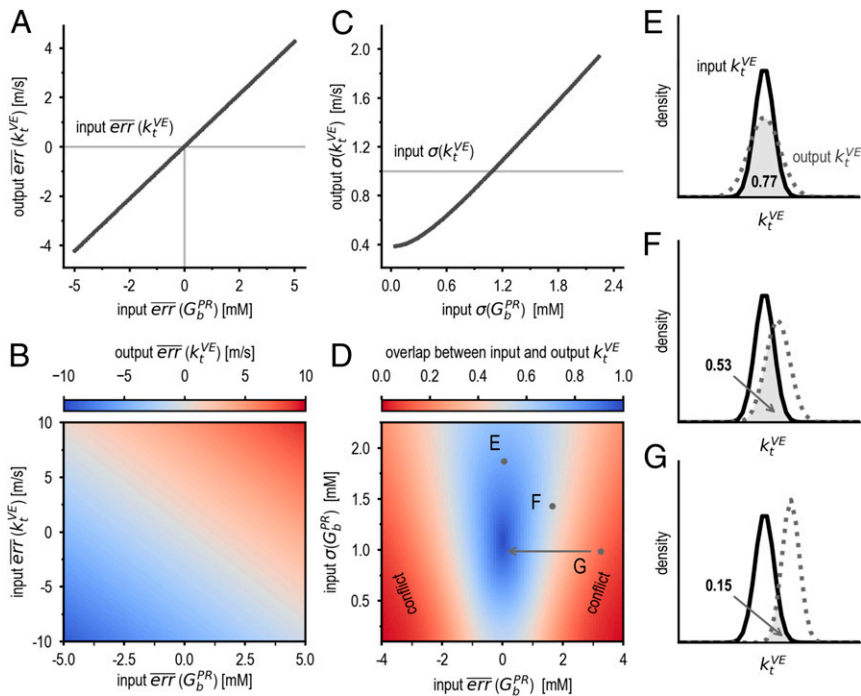 A
4
2
0
-2
-4
output err (k_t^VE) [m/s]
input err (k_t^VE)
-5
-2
0
2
5
input err (G_b^PR) [mM]
C
2.0
1.6
1.2
0.8
0.4
output σ(k_t^VE) [m/s]
input σ(k_t^VE)
0.0
0.6
1.2
1.8
2.4
input σ(G_b^PR) [mM]
E
density
input k_t^VE
output k_t^VE
0.77
k_t^VE
B
output err (k_t^VE) [m/s]
−10
−5
0
5
10
10
5
0
-5
-10
input err (k_t^VE) [m/s]
-5.0
-2.5
0.0
2.5
5.0
input err (G_b^PR) [mM]
D
overlap between input and output k_t^VE
0.0
0.2
0.4
0.6
0.8
1.0
2.0
1.5
1.0
0.5
input σ(G_b^PR) [mM]
E
F
G
conflict
conflict
-4
-2
0
2
4
input err (G_b^PR) [mM]
F
density
0.53
k_t^VE
G
density
0.15
k_t^VE